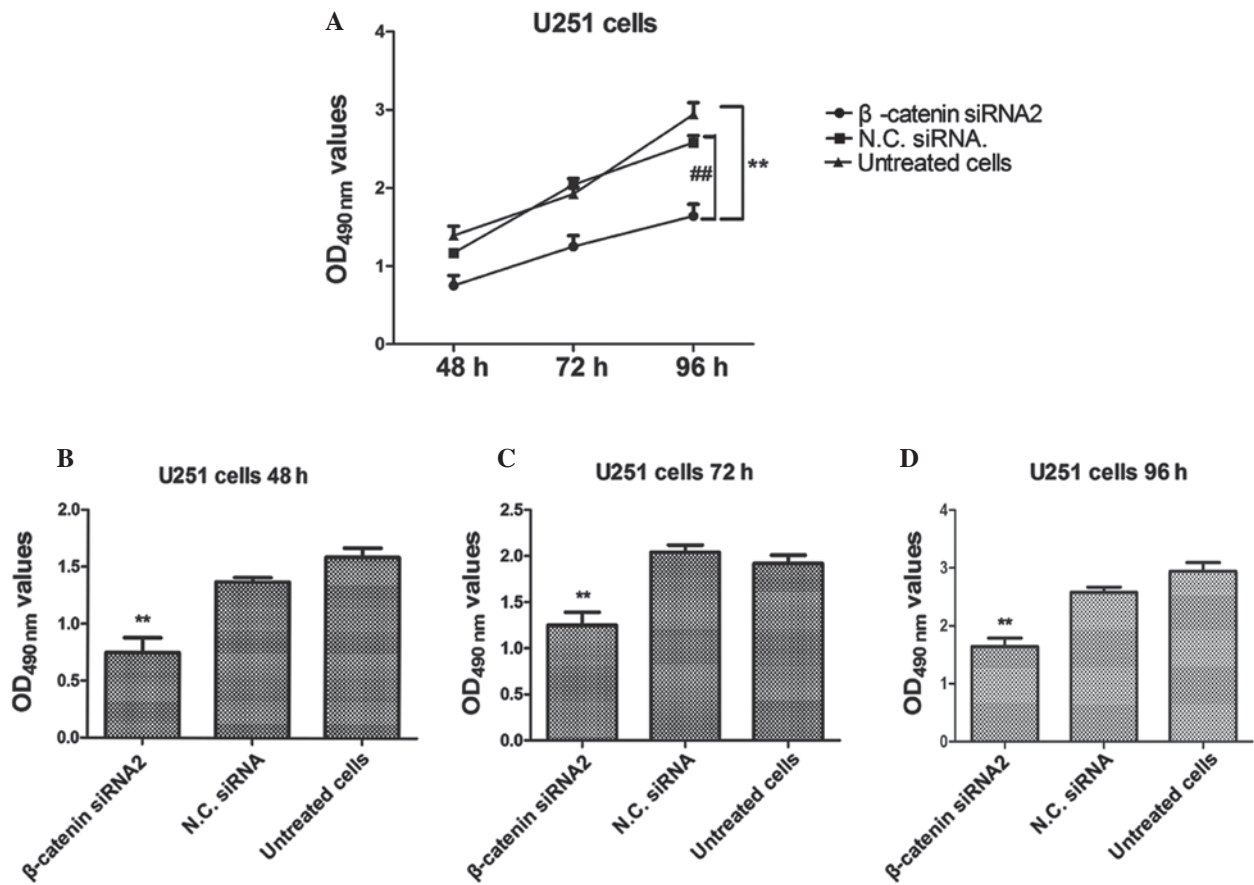 A
U251 cells
OD490 nm values
4
3
2
1
0
48 h
72 h
96 h
##
**
β -catenin siRNA2
N.C. siRNA.
Untreated cells
B
U251 cells 48 h
OD490 nm values
2.0
1.5
1.0
0.5
0.0
**
β-catenin siRNA2
N.C. siRNA
Untreated cells
C
U251 cells 72 h
OD490 nm values
2.5
2.0
1.5
1.0
0.5
0.0
**
β-catenin siRNA2
N.C. siRNA
Untreated cells
D
U251 cells 96 h
OD490 nm values
4
3
2
1
0
**
β-catenin siRNA2
N.C. siRNA
Untreated cells